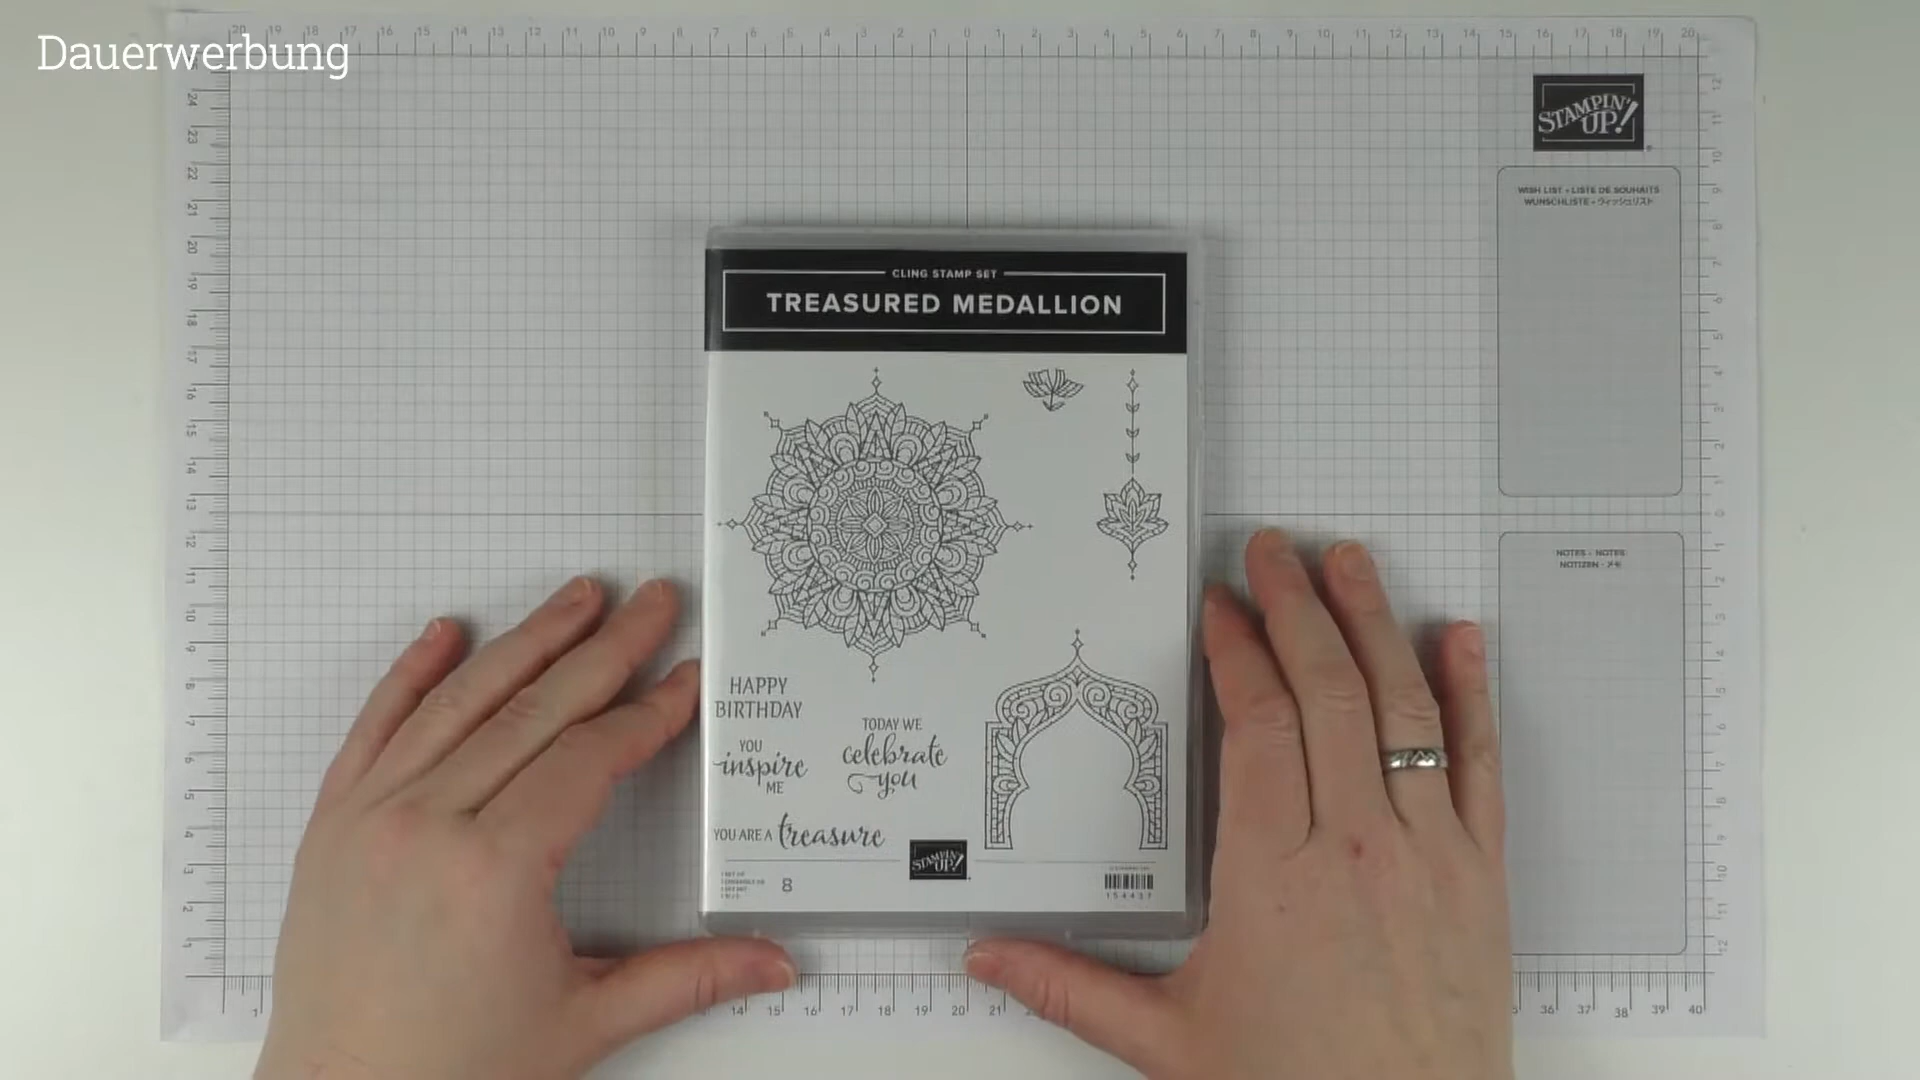 Dauerwerbung
STAMPIN' UP!
WISH LIST • LISTE DE SOUHAITS
WUNSCHLISTE • ウィッシュリスト
NOTES • NOTES
NOTIZEN • メモ
CLING STAMP SET
TREASURED MEDALLION
HAPPY
BIRTHDAY
YOU
inspire
ME
TODAY WE
celebrate
you
YOU ARE A treasure
STAMPIN' UP!
8
154437